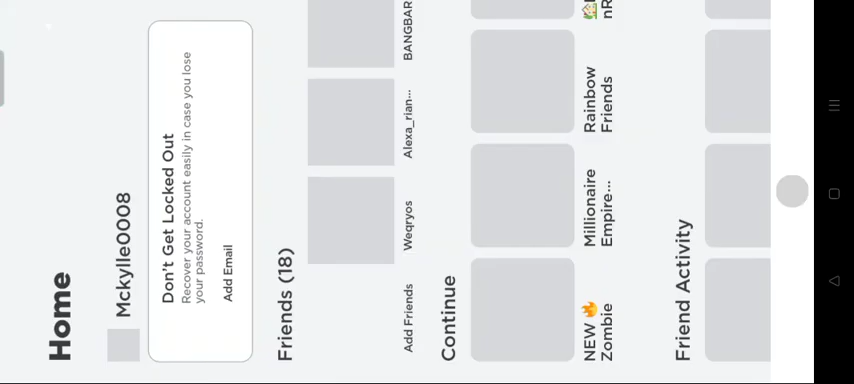 Home
Mckylle0008
Don't Get Locked Out
Recover your account easily in case you lose
your password.
Add Email
Friends (18)
Add Friends
Weqryos
Alexa_rian...
BANGBAR
Continue
NEW 🔥
Zombie
Millionaire
Empire...
Rainbow
Friends
🏡
nR
Friend Activity